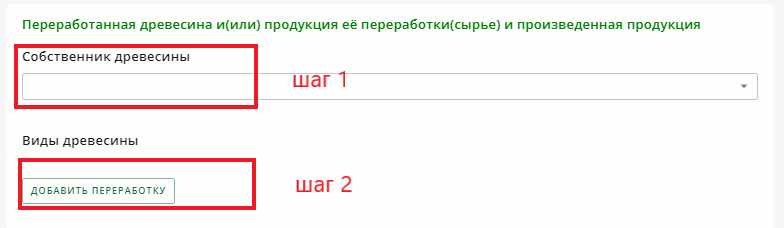 Переработанная древесина и(или) продукция её переработки(сырье) и произведенная продукция
Собственник древесины
шаг 1
Виды древесины
ДОБАВИТЬ ПЕРЕРАБОТКУ
шаг 2